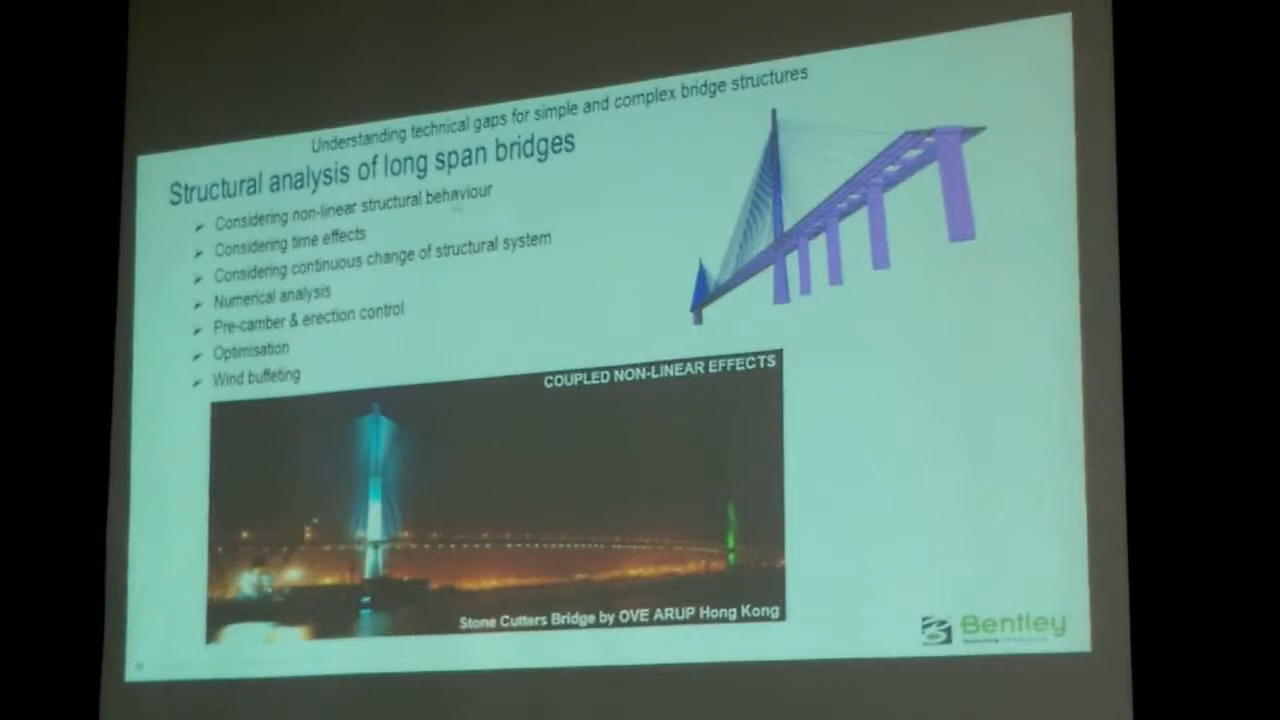 Understanding technical gaps for simple and complex bridge structures
Structural analysis of long span bridges
Considering non-linear structural behaviour
Considering time effects
Considering continuous change of structural system
Numerical analysis
Pre-camber & erection control
Optimisation
Wind buffeting
COUPLED NON-LINEAR EFFECTS
Stone Cutters Bridge by OVE ARUP Hong Kong
Bentley